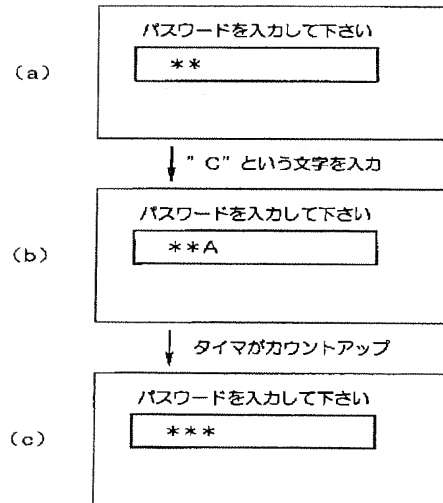 パスワードを入力して下さい
(a)
**
"C"という文字を入力
パスワードを入力して下さい
(b)
**A
タイマがカウントアップ
パスワードを入力して下さい
(c)
***